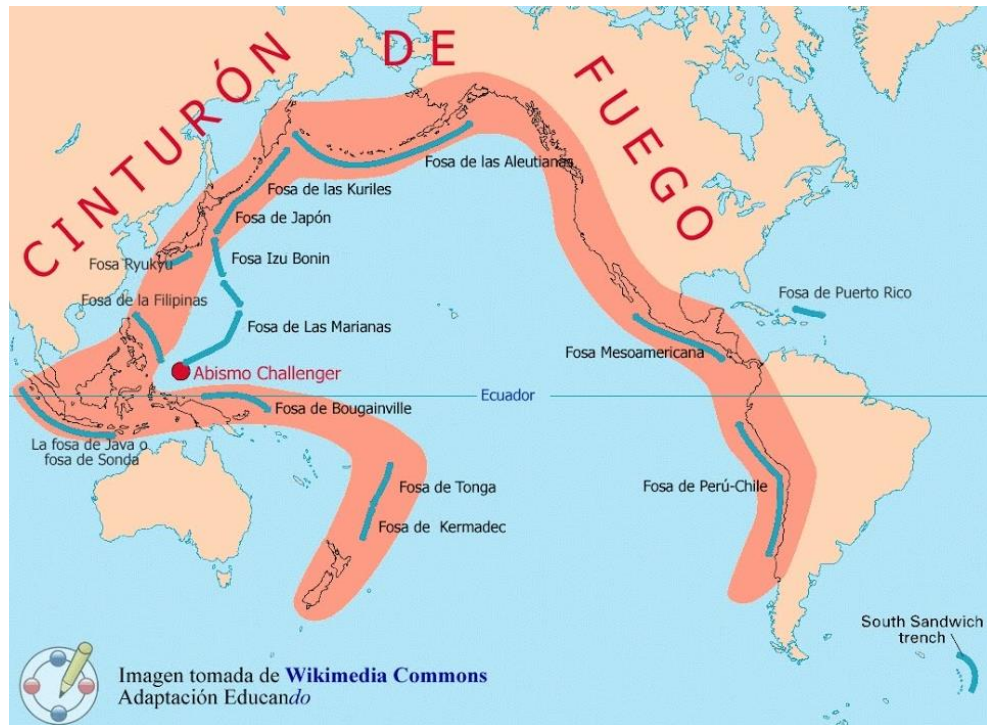 CINTURÓN DE FUEGO
Fosa de las Aleutianas
Fosa de las Kuriles
Fosa de Japón
Fosa Ryukyu
Fosa Izu Bonin
Fosa de la Filipinas
Fosa de Puerto Rico
Fosa de Las Marianas
Fosa Mesoamericana
Abismo Challenger
Ecuador
Fosa de Bougainville
La fosa de Java o
fosa de Sonda
Fosa de Tonga
Fosa de Perú-Chile
Fosa de Kermadec
South Sandwich
trench
Imagen tomada de Wikimedia Commons
Adaptación Educando